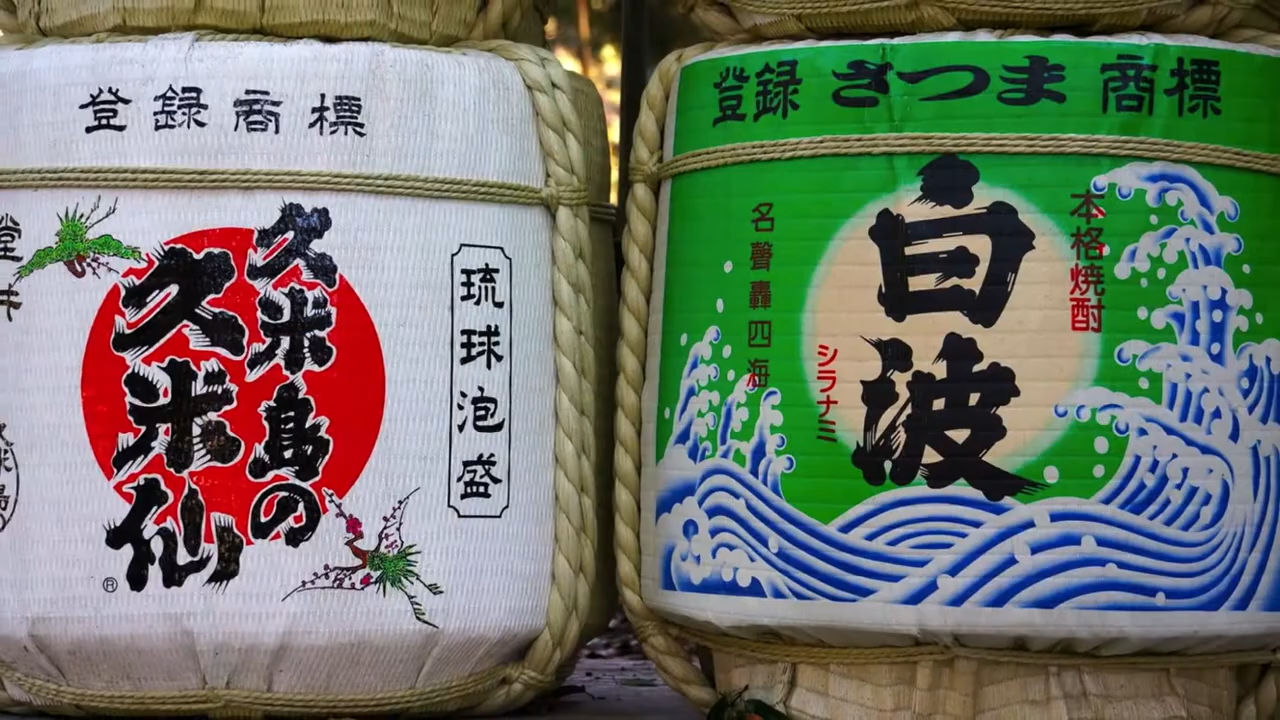 登録商標
久米島の
久米仙
琉球泡盛
®
登録 さつま 商標
本格焼酎
白波
シラナミ
名聲轟四海